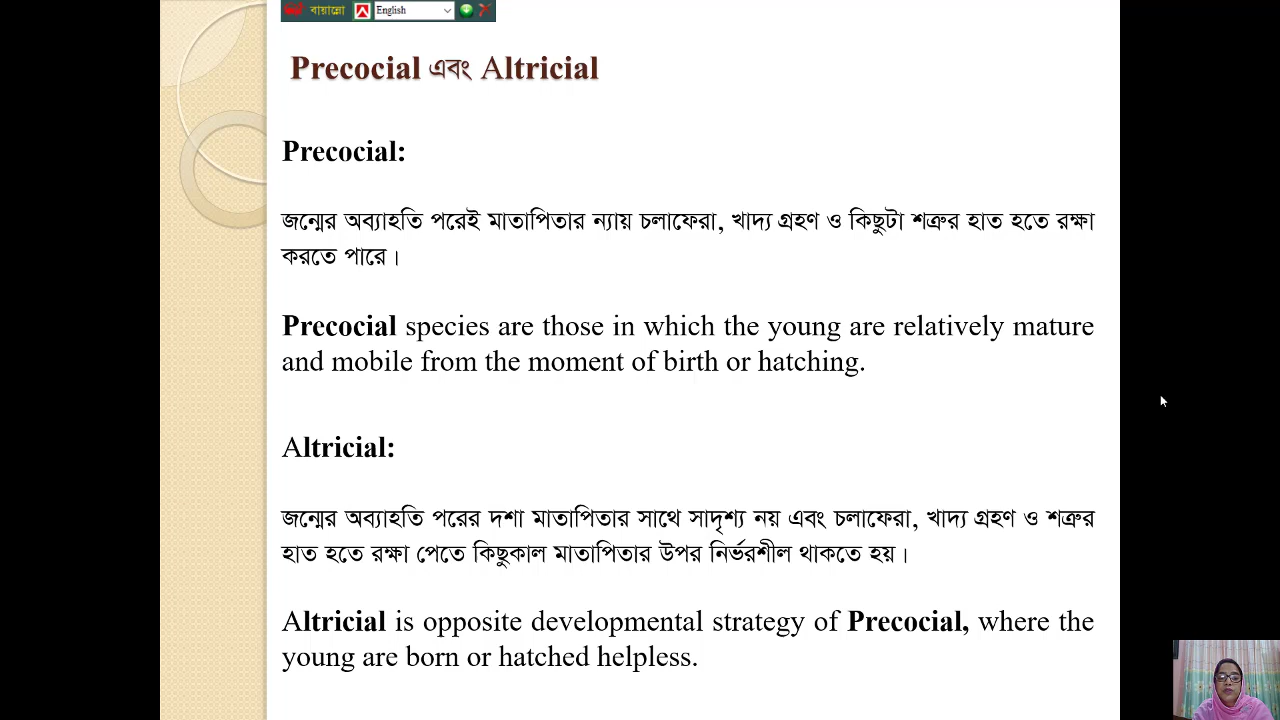 বায়ান্নো English
Precocial এবং Altricial
Precocial:
জন্মের অব্যাহতি পরেই মাতাপিতার ন্যায় চলাফেরা, খাদ্য গ্রহণ ও কিছুটা শত্রুর হাত হতে রক্ষা
করতে পারে।
Precocial species are those in which the young are relatively mature
and mobile from the moment of birth or hatching.
Altricial:
জন্মের অব্যাহতি পরের দশা মাতাপিতার সাথে সাদৃশ্য নয় এবং চলাফেরা, খাদ্য গ্রহণ ও শত্রুর
হাত হতে রক্ষা পেতে কিছুকাল মাতাপিতার উপর নির্ভরশীল থাকতে হয়।
Altricial is opposite developmental strategy of Precocial, where the
young are born or hatched helpless.